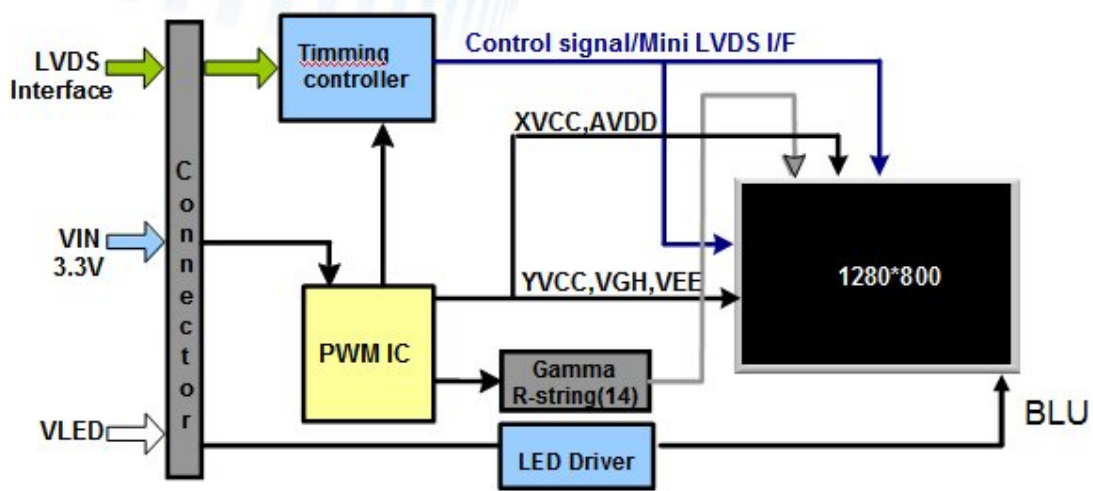 LVDS
Interface
VIN
3.3V
VLED
Connector
Timming
controller
Control signal/Mini LVDS I/F
XVCC,AVDD
YVCC,VGH,VEE
PWM IC
Gamma
R-string(14)
LED Driver
1280*800
BLU